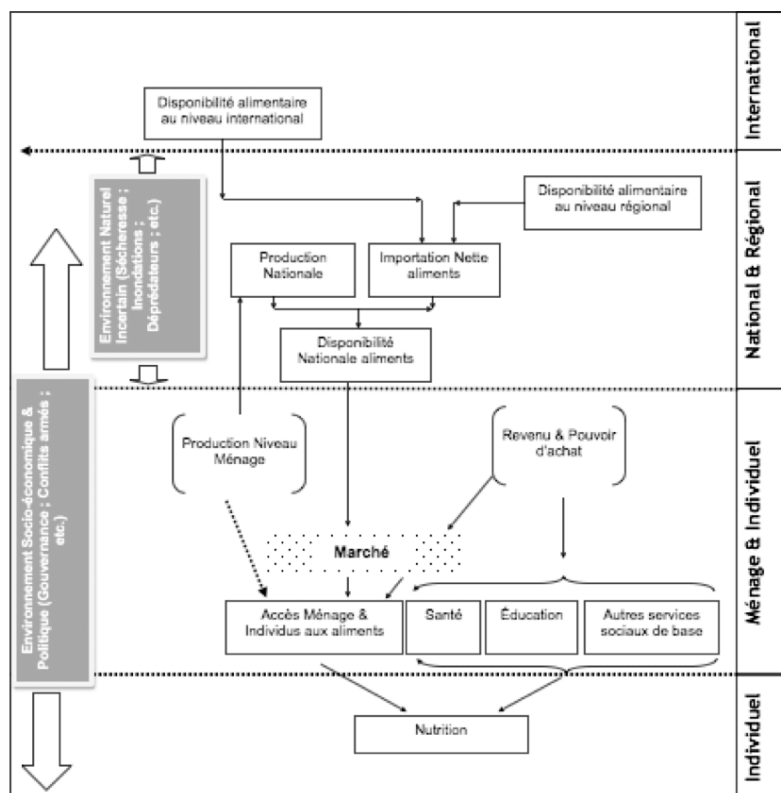 International
Disponibilité alimentaire
au niveau international
National & Régional
Environnement Naturel
Incertain (Sécheresse ;
Inondations ;
Déprédateurs ; etc.)
Disponibilité alimentaire
au niveau régional
Production
Nationale
Importation Nette
aliments
Disponibilité
Nationale aliments
Ménage & Individuel
Environnement Socio-économique &
Politique (Gouvernance ; Conflits armés ;
etc.)
Production Niveau
Ménage
Revenu & Pouvoir
d'achat
Marché
Accès Ménage &
Individus aux aliments
Santé
Éducation
Autres services
sociaux de base
Individuel
Nutrition